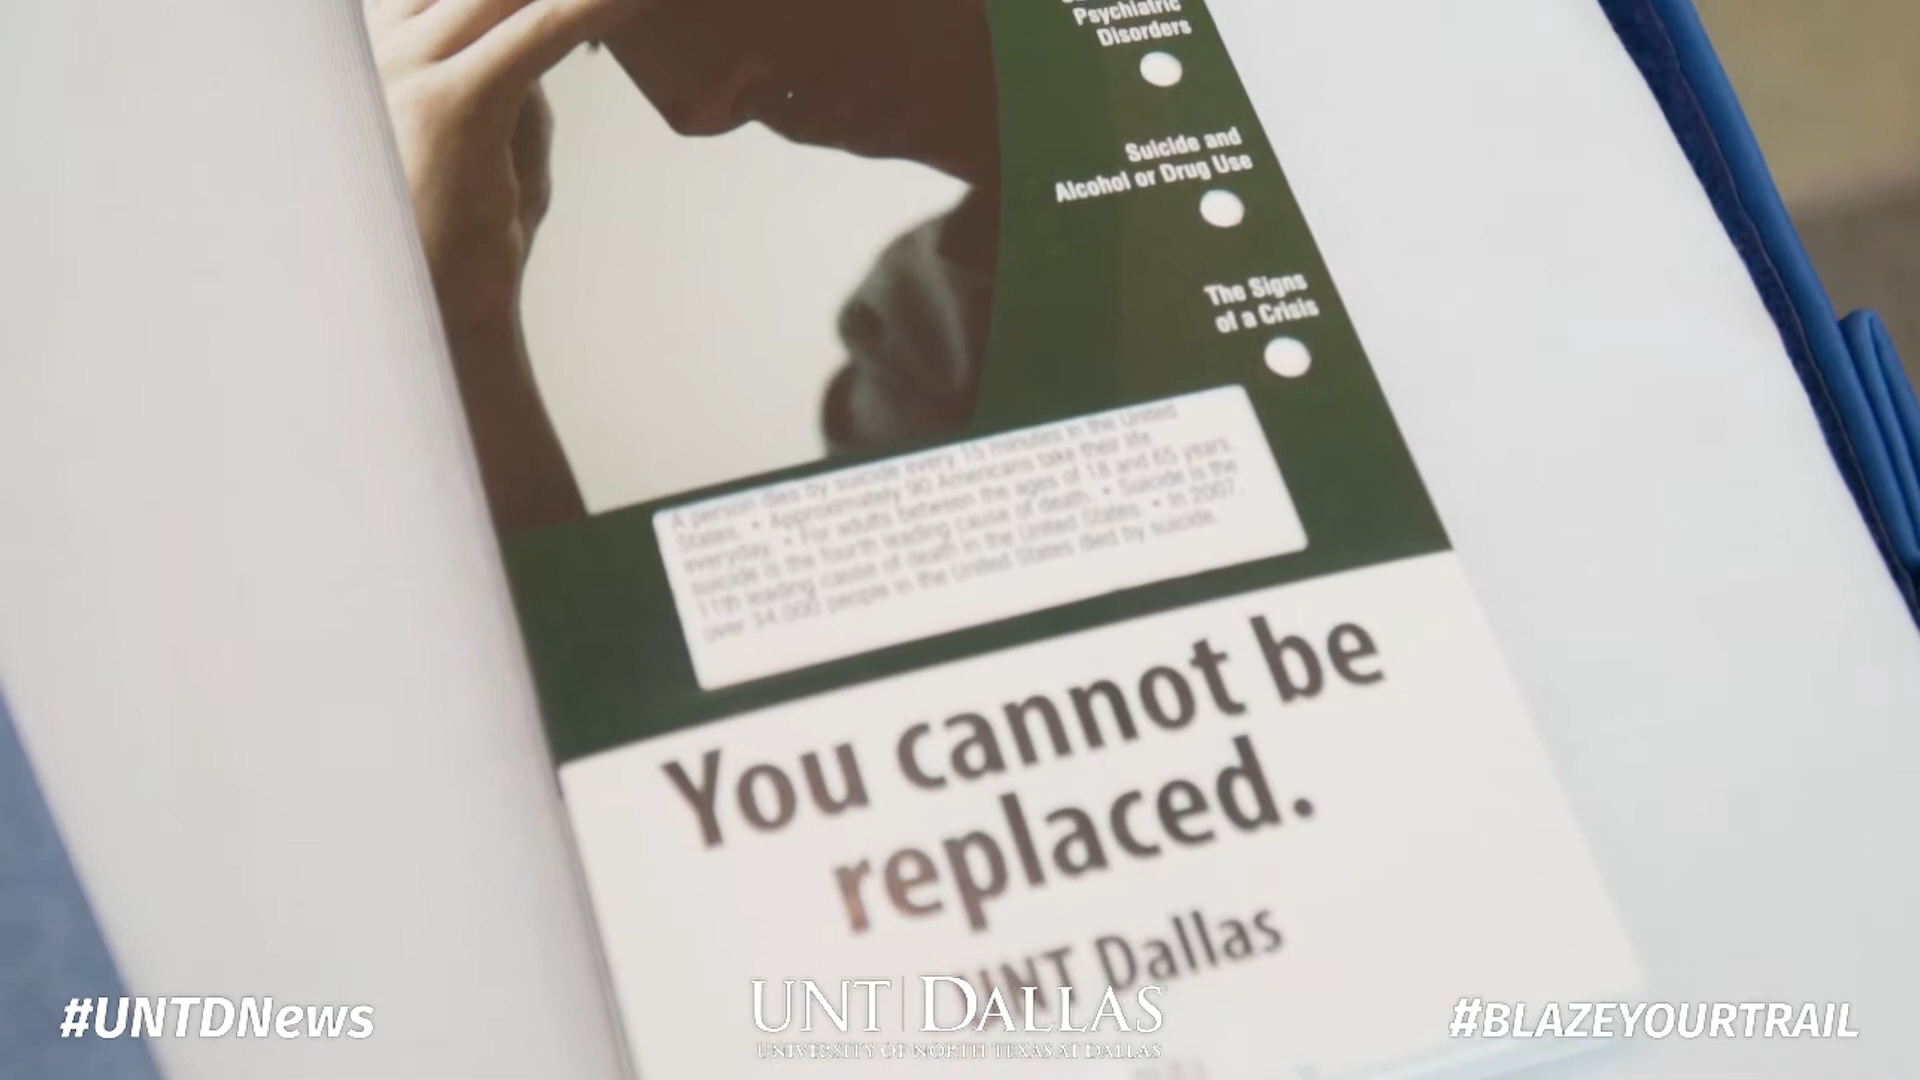 Psychiatric
Disorders
Suicide and
Alcohol or Drug Use
The Signs
of a Crisis
A person dies by suicide every 15 minutes in the United
States. • Approximately 90 Americans take their life
everyday. • For adults between the ages of 18 and 65 years,
suicide is the fourth leading cause of death. • Suicide is the
11th leading cause of death in the United States. • In 2007,
over 34,000 people in the United States died by suicide.
You cannot be
replaced.
UNT Dallas
#UNTDNews
UNT DALLAS
UNIVERSITY OF NORTH TEXAS AT DALLAS
#BLAZEYOURTRAIL